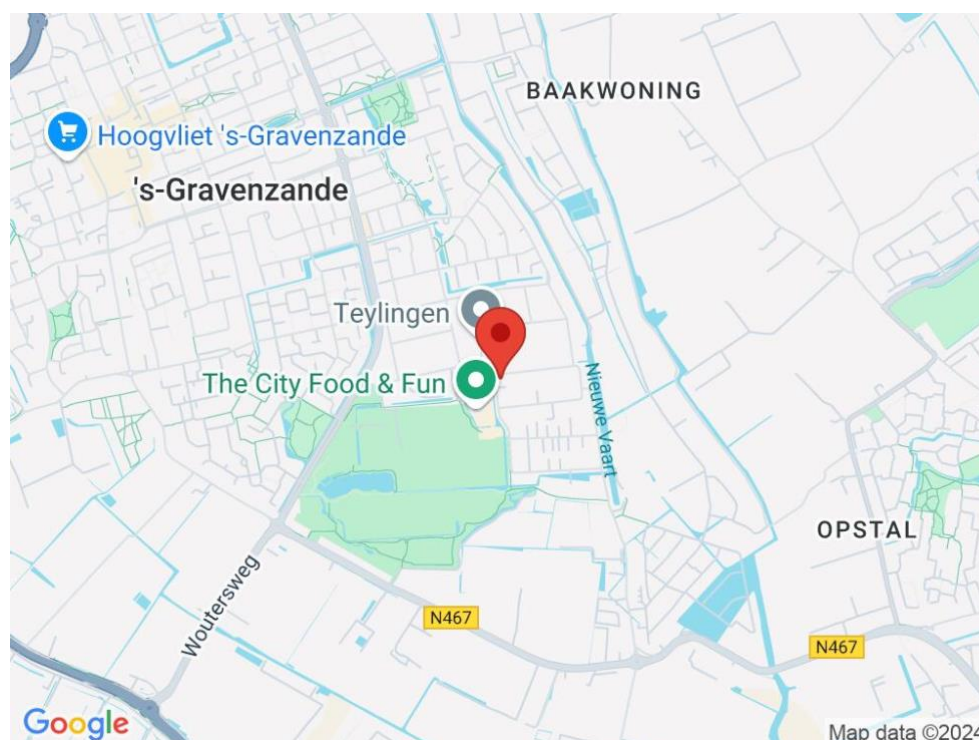 BAAKWONING
Hoogvliet 's-Gravenzande
's-Gravenzande
Teylingen
The City Food & Fun
Nieuwe Vaart
OPSTAL
Woutersweg
N467
N467
Google
Map data ©2024